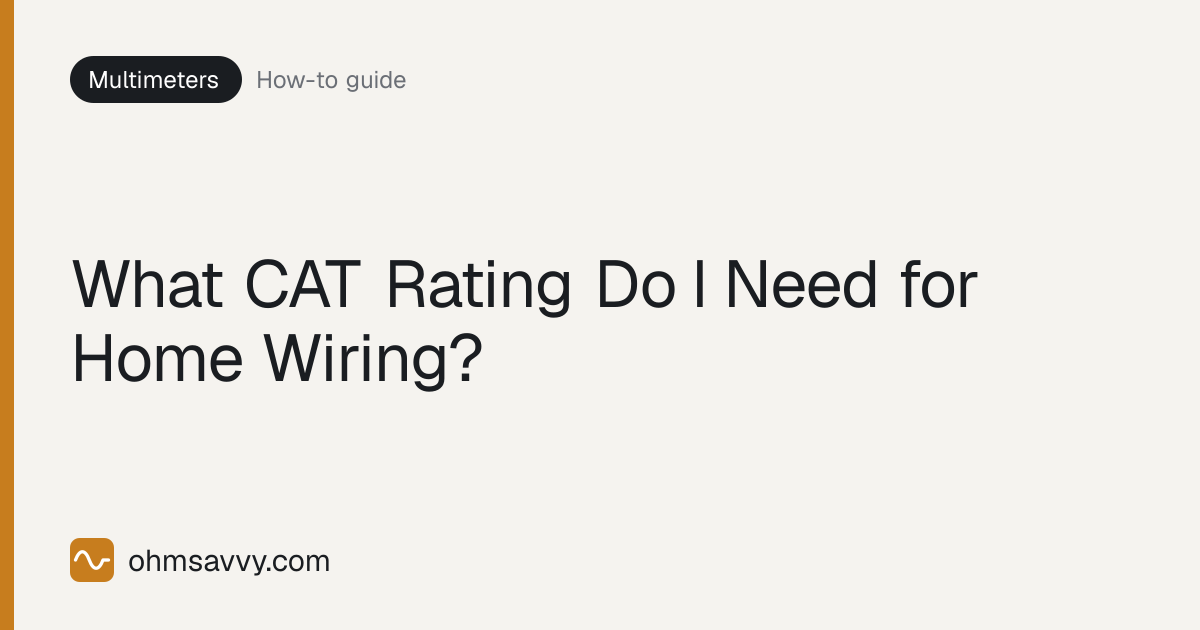 Multimeters How-to guide
What CAT Rating Do I Need for
Home Wiring?
ohmsavvy.com